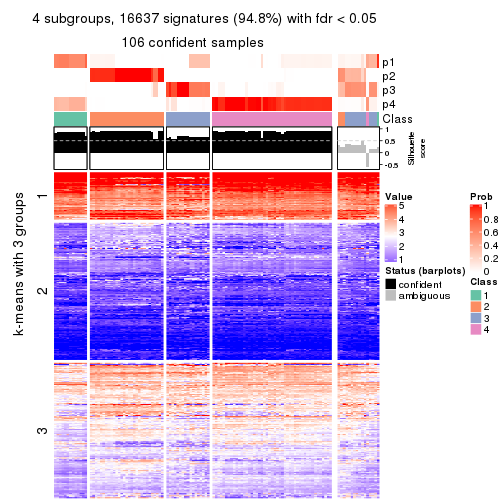 4 subgroups, 16637 signatures (94.8%) with fdr < 0.05
106 confident samples
p1
p2
p3
p4
Class
1
0.5
0
-0.5
Silhouette
score
k-means with 3 groups
1
2
3
Value
5
4
3
2
1
Status (barplots)
confident
ambiguous
Prob
1
0.8
0.6
0.4
0.2
0
Class
1
2
3
4